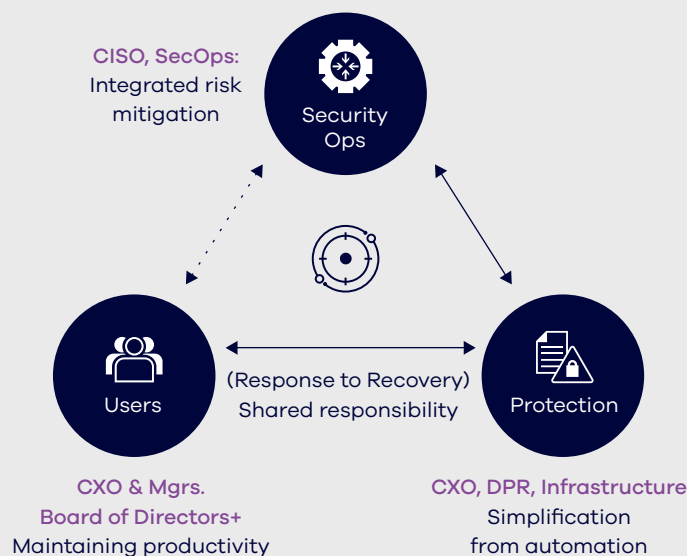 CISO, SecOps:
Integrated risk
mitigation
Security
Ops
Users
(Response to Recovery)
Shared responsibility
Protection
CXO & Mgrs.
Board of Directors+
Maintaining productivity
CXO, DPR, Infrastructure
Simplification
from automation